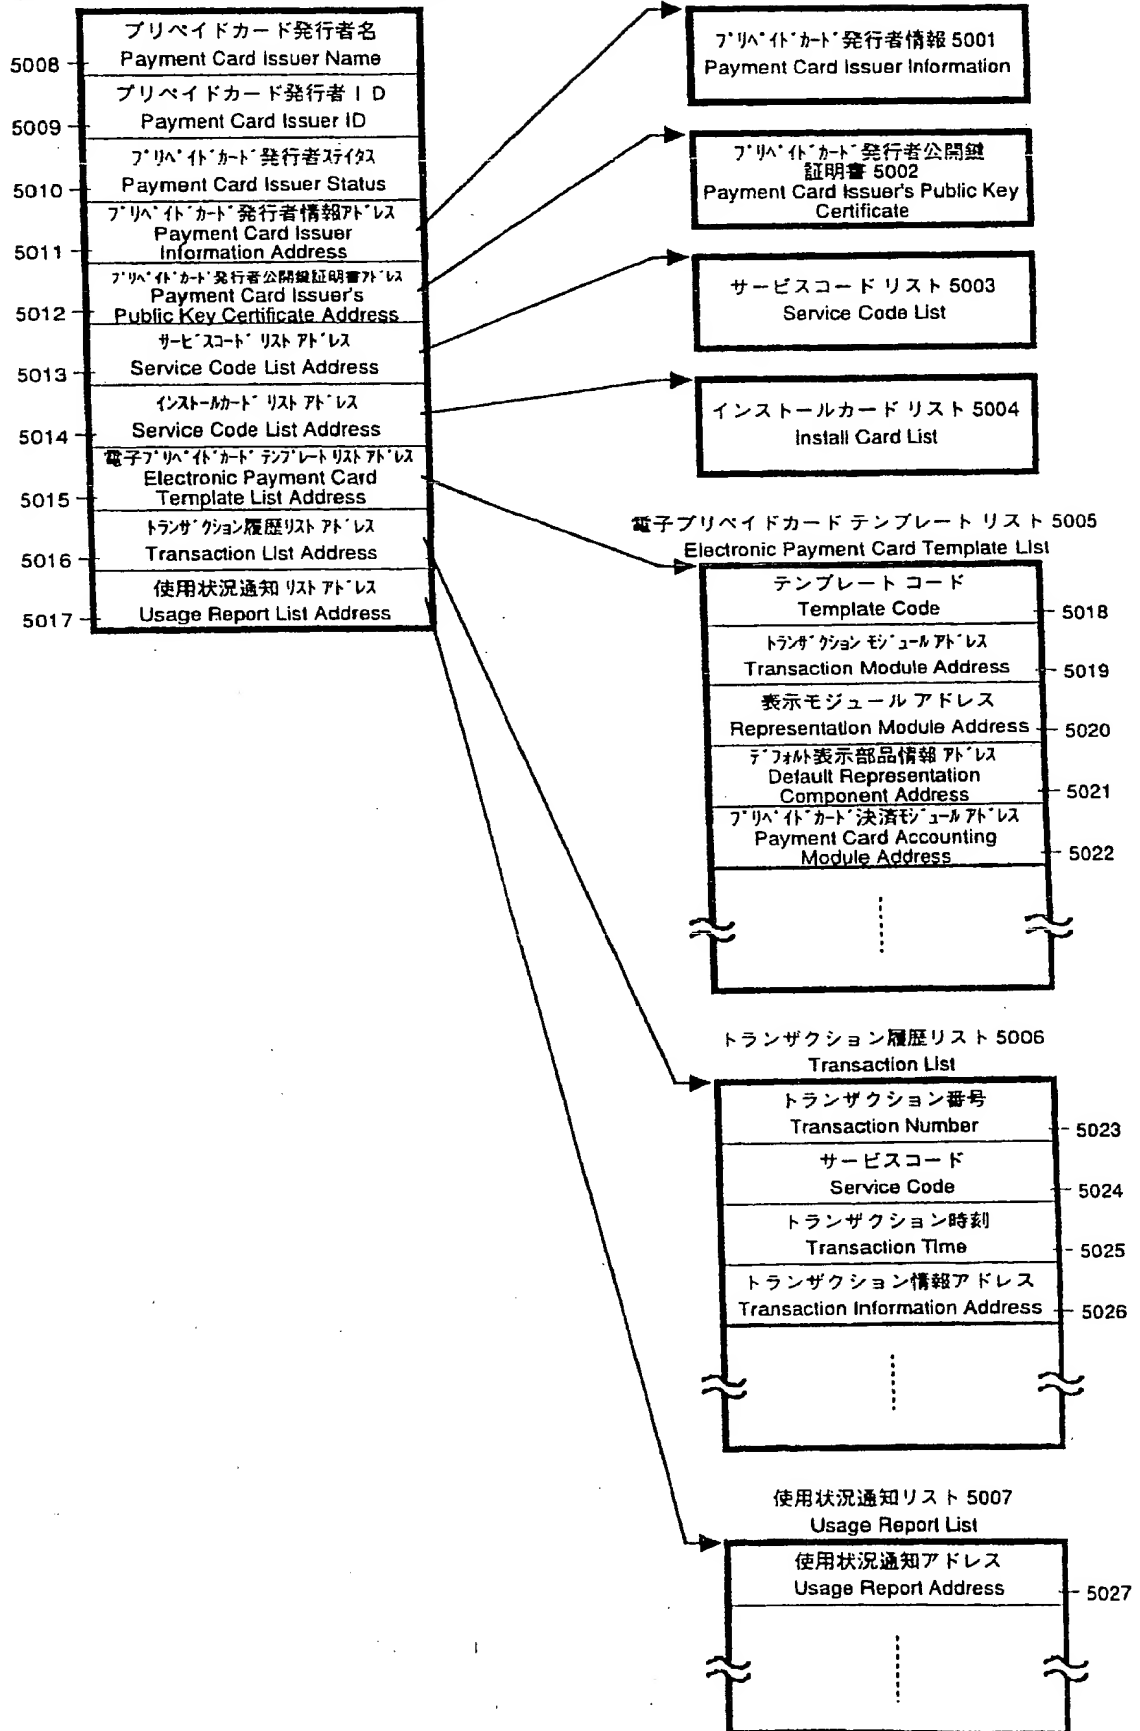 プリペイドカード発行者名
Payment Card Issuer Name
5008
プリペイドカード発行者ID
Payment Card Issuer ID
5009
プリペイドカード発行者ステイタス
Payment Card Issuer Status
5010
プリペイドカード発行者情報アドレス
Payment Card Issuer
Information Address
5011
プリペイドカード発行者公開鍵証明書アドレス
Payment Card Issuer's
Public Key Certificate Address
5012
サービスコード リスト アドレス
Service Code List Address
5013
インストールカード リスト アドレス
Service Code List Address
5014
電子プリペイドカード テンプレート リスト アドレス
Electronic Payment Card
Template List Address
5015
トランザクション履歴リスト アドレス
Transaction List Address
5016
使用状況通知 リスト アドレス
Usage Report List Address
5017
プリペイドカード発行者情報 5001
Payment Card Issuer Information
プリペイドカード発行者公開鍵
証明書 5002
Payment Card Issuer's Public Key
Certificate
サービスコード リスト 5003
Service Code List
インストールカード リスト 5004
Install Card List
電子プリペイドカード テンプレート リスト 5005
Electronic Payment Card Template List
テンプレート コード
Template Code
5018
トランザクション モジュール アドレス
Transaction Module Address
5019
表示モジュール アドレス
Representation Module Address
5020
デフォルト表示部品情報 アドレス
Default Representation
Component Address
5021
プリペイドカード決済モジュール アドレス
Payment Card Accounting
Module Address
5022
トランザクション履歴リスト 5006
Transaction List
トランザクション番号
Transaction Number
5023
サービスコード
Service Code
5024
トランザクション時刻
Transaction Time
5025
トランザクション情報アドレス
Transaction Information Address
5026
使用状況通知リスト 5007
Usage Report List
使用状況通知アドレス
Usage Report Address
5027